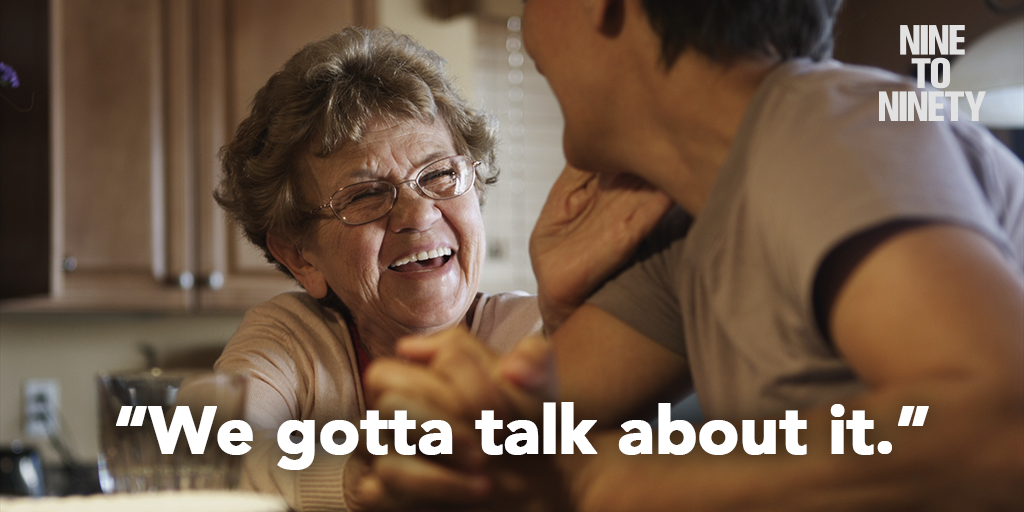 NINE
TO
NINETY
“We gotta talk about it.”